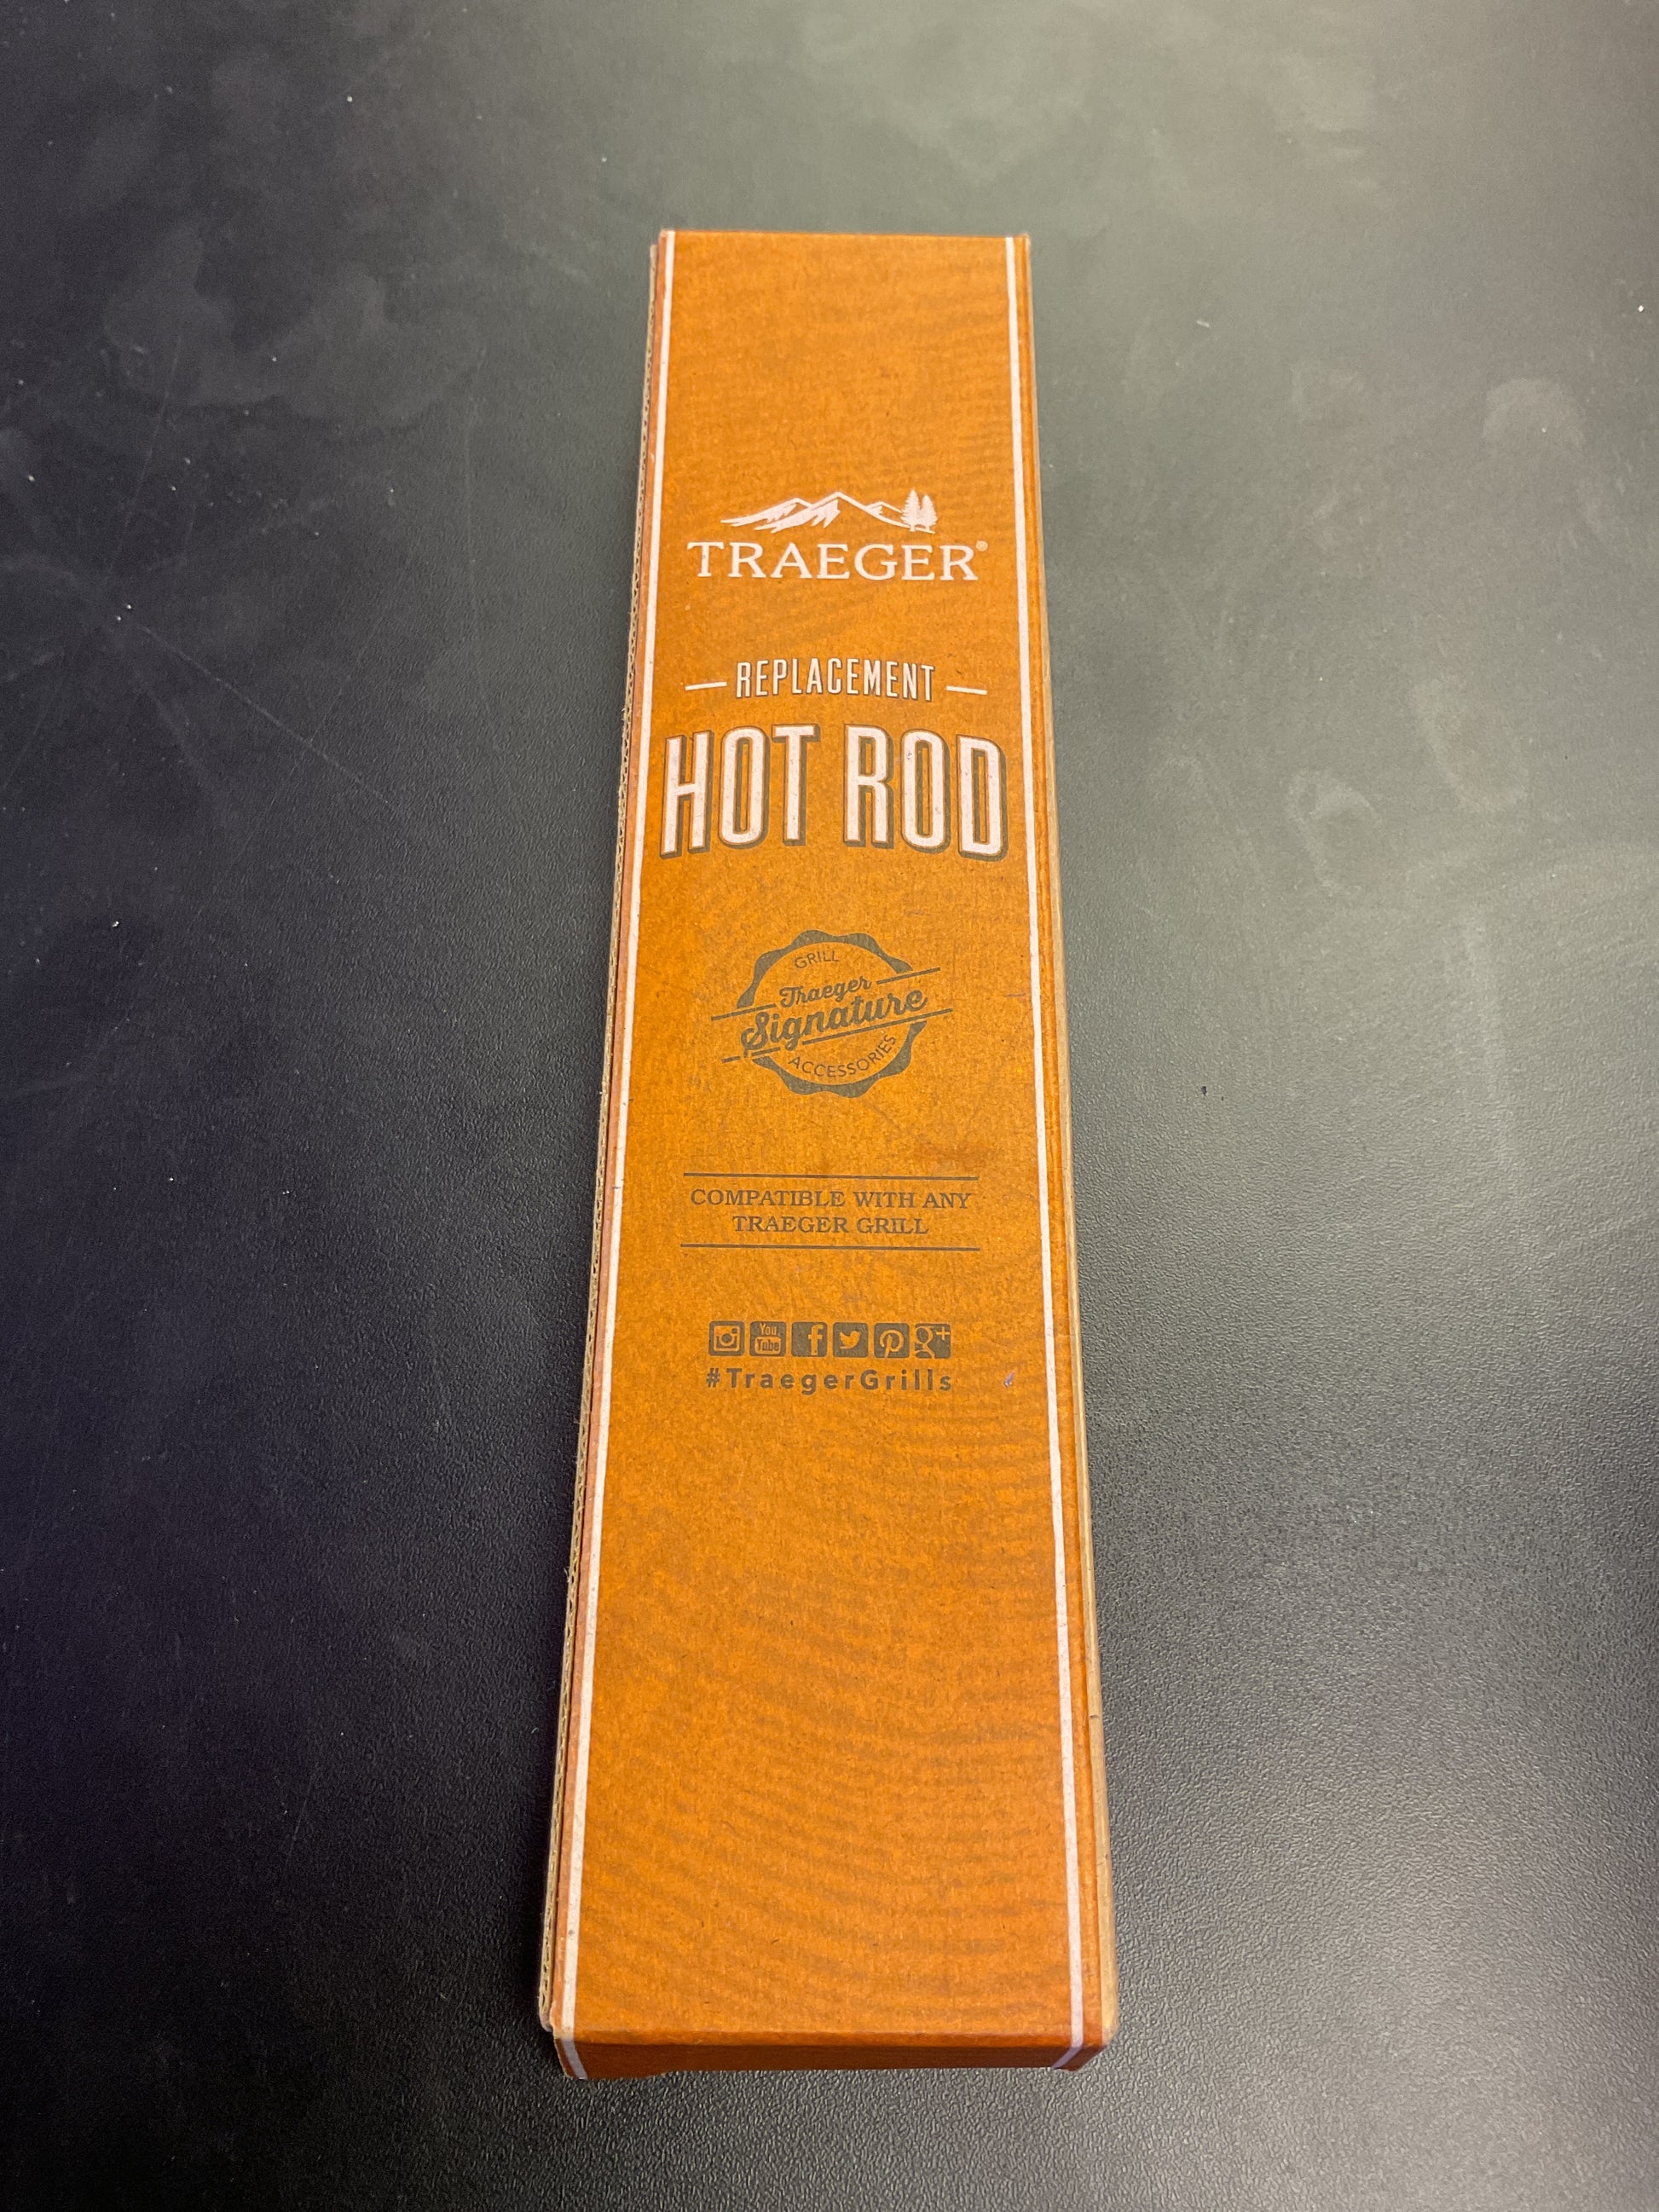 TRAEGER®
REPLACEMENT
HOT ROD
GRILL
Traeger
Signature
ACCESSORIES
COMPATIBLE WITH ANY
TRAEGER GRILL
You
Tube
f
g+
#TraegerGrills